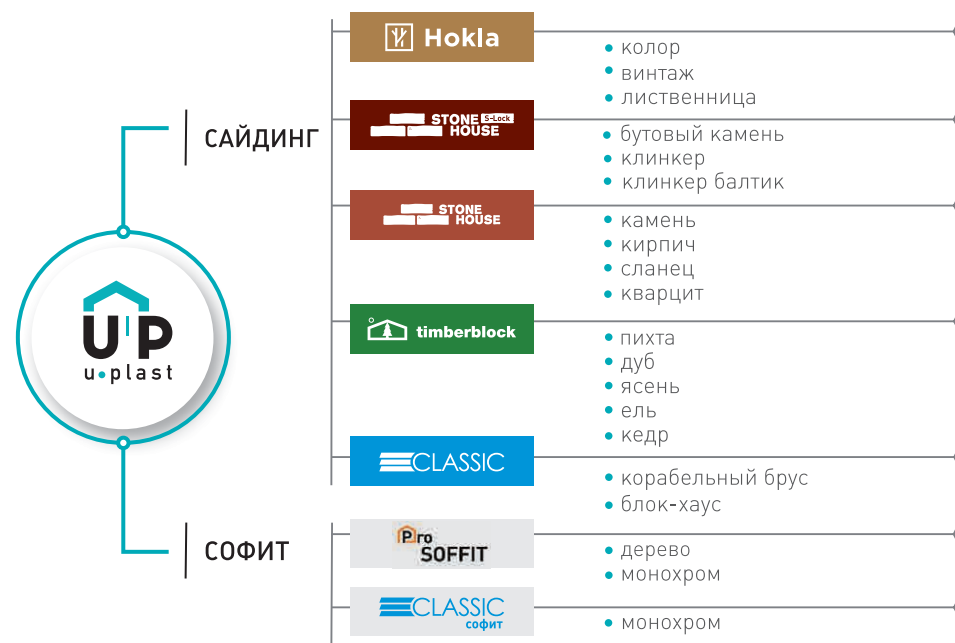 Hokla
колор
винтаж
лиственница
САЙДИНГ
STONE S-Lock
HOUSE
бутовый камень
клинкер
клинкер балтик
STONE
HOUSE
камень
кирпич
сланец
кварцит
U'P
u•plast
timberblock
пихта
дуб
ясень
ель
кедр
CLASSIC
корабельный брус
блок-хаус
СОФИТ
Pro
SOFFIT
дерево
монохром
CLASSIC
софит
монохром